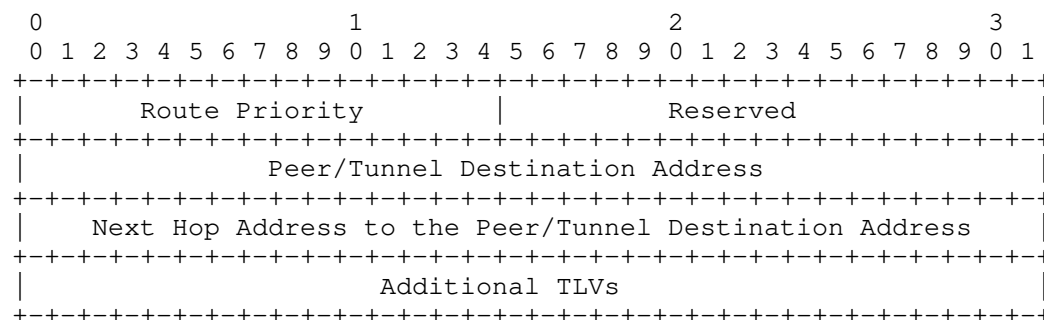 0                   1                   2                   3
0 1 2 3 4 5 6 7 8 9 0 1 2 3 4 5 6 7 8 9 0 1 2 3 4 5 6 7 8 9 0 1
+-+-+-+-+-+-+-+-+-+-+-+-+-+-+-+-+-+-+-+-+-+-+-+-+-+-+-+-+-+-+-+-+
|       Route Priority        |          Reserved               |
+-+-+-+-+-+-+-+-+-+-+-+-+-+-+-+-+-+-+-+-+-+-+-+-+-+-+-+-+-+-+-+-+
|               Peer/Tunnel Destination Address                 |
+-+-+-+-+-+-+-+-+-+-+-+-+-+-+-+-+-+-+-+-+-+-+-+-+-+-+-+-+-+-+-+-+
|    Next Hop Address to the Peer/Tunnel Destination Address    |
+-+-+-+-+-+-+-+-+-+-+-+-+-+-+-+-+-+-+-+-+-+-+-+-+-+-+-+-+-+-+-+-+
|                      Additional TLVs                          |
+-+-+-+-+-+-+-+-+-+-+-+-+-+-+-+-+-+-+-+-+-+-+-+-+-+-+-+-+-+-+-+-+